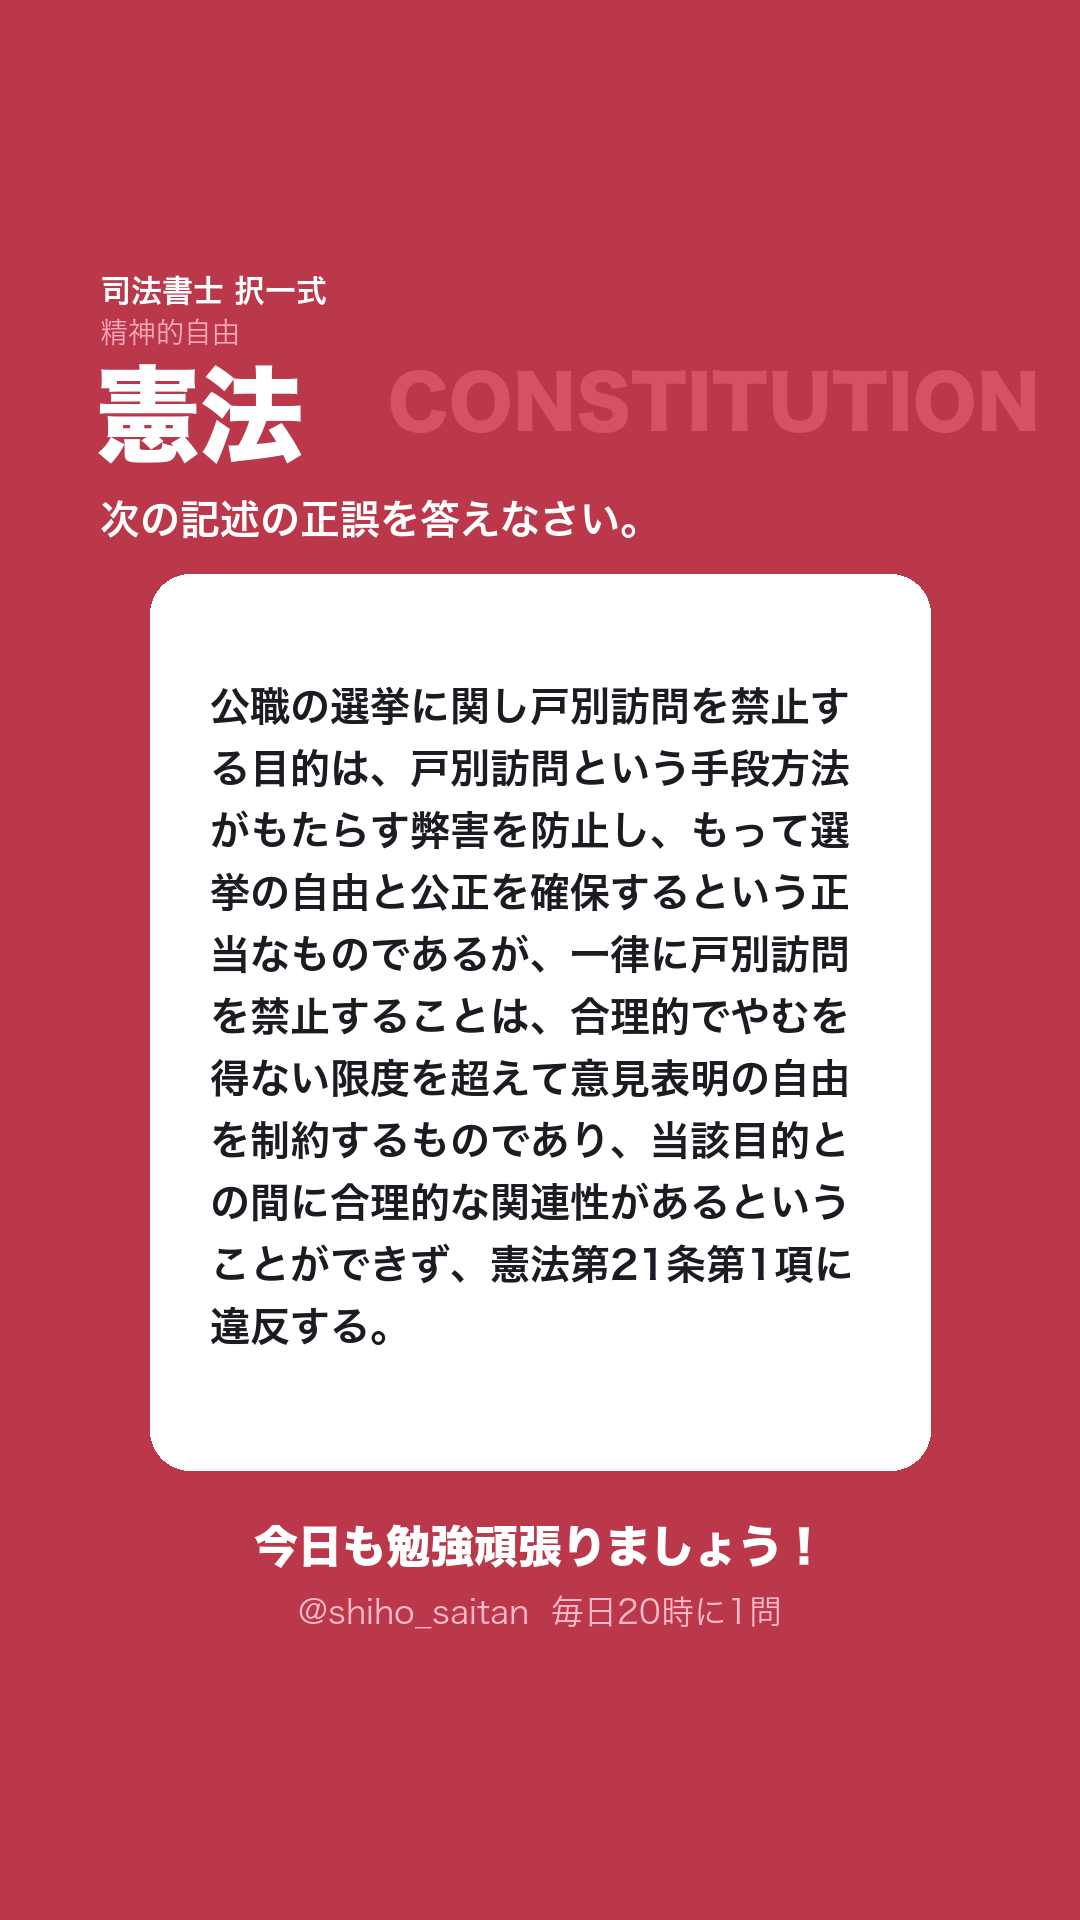 司法書士 択一式
精神的自由
憲法
CONSTITUTION
次の記述の正誤を答えなさい。
公職の選挙に関し戸別訪問を禁止す
る目的は、戸別訪問という手段方法
がもたらす弊害を防止し、もって選
挙の自由と公正を確保するという正
当なものであるが、一律に戸別訪問
を禁止することは、合理的でやむを
得ない限度を超えて意見表明の自由
を制約するものであり、当該目的と
の間に合理的な関連性があるという
ことができず、憲法第21条第1項に
違反する。
今日も勉強頑張りましょう！
@shiho_saitan 毎日20時に1問